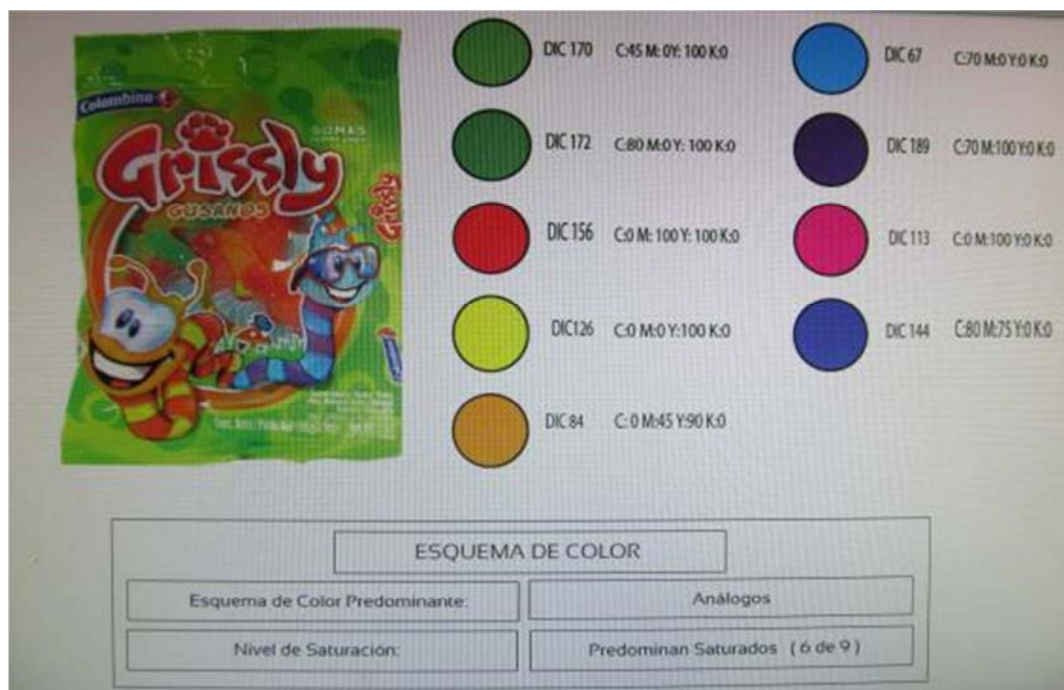 Colombina
GOMAS
Grissly
GUSANOS
Grissly
DIC 170 C:45 M: 0Y: 100 K:0
DIC 172 C:80 M:0 Y: 100 K:0
DIC 156 C:0 M: 100 Y: 100 K:0
DIC126 C:0 M:0 Y:100 K:0
DIC 84 C: 0 M:45 Y:90 K:0
DIC 67 C:70 M:0 Y:0 K:0
DIC 189 C:70 M:100 Y:0 K:0
DIC 113 C:0 M:100 Y:0 K:0
DIC 144 C:80 M:75 Y:0 K:0
ESQUEMA DE COLOR
Esquema de Color Predominante: Análogos
Nivel de Saturación: Predominan Saturados ( 6 de 9 )